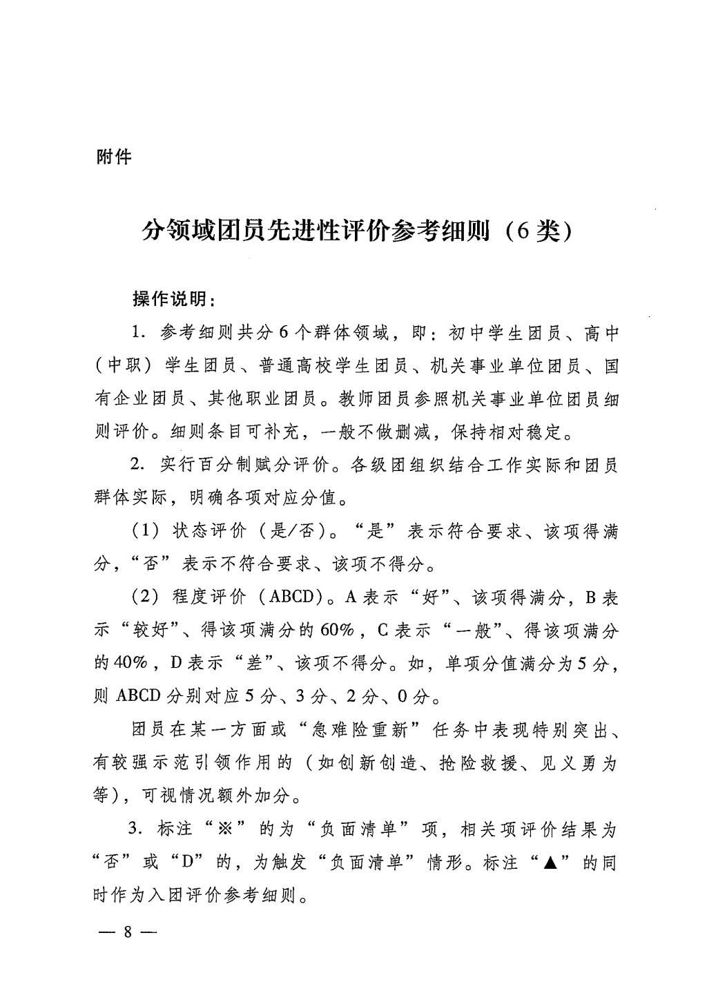 附件
分领域团员先进性评价参考细则（6类）
操作说明：
1. 参考细则共分6个群体领域，即：初中学生团员、高中
（中职）学生团员、普通高校学生团员、机关事业单位团员、国
有企业团员、其他职业团员。教师团员参照机关事业单位团员细
则评价。细则条目可补充，一般不做删减，保持相对稳定。
2. 实行百分制赋分评价。各级团组织结合工作实际和团员
群体实际，明确各项对应分值。
（1）状态评价（是/否）。“是”表示符合要求、该项得满
分，“否”表示不符合要求、该项不得分。
（2）程度评价（ABCD）。A表示“好”、该项得满分，B表
示“较好”、得该项满分的60%，C表示“一般”、得该项满分
的40%，D表示“差”、该项不得分。如，单项分值满分为5分，
则ABCD分别对应5分、3分、2分、0分。
团员在某一方面或“急难险重新”任务中表现特别突出、
有较强示范引领作用的（如创新创造、抢险救援、见义勇为
等），可视情况额外加分。
3. 标注“※”的为“负面清单”项，相关项评价结果为
“否”或“D”的，为触发“负面清单”情形。标注“▲”的同
时作为入团评价参考细则。
— 8 —